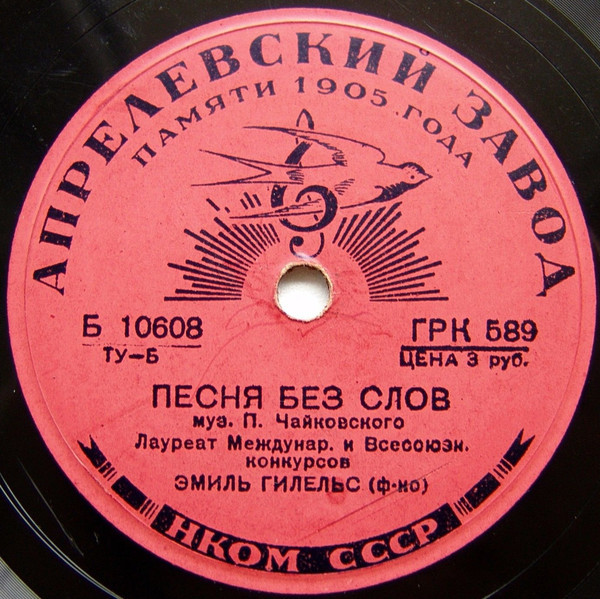 АПРЕЛЕВСКИЙ ЗАВОД
ПАМЯТИ 1905 ГОДА
Б 10608
ТУ-Б
ГРК 589
ЦЕНА 3 руб.
ПЕСНЯ БЕЗ СЛОВ
муз. П. Чайковского
Лауреат Междунар. и Всесоюзн.
конкурсов
ЭМИЛЬ ГИЛЕЛЬС (ф-но)
НКОМ СССР